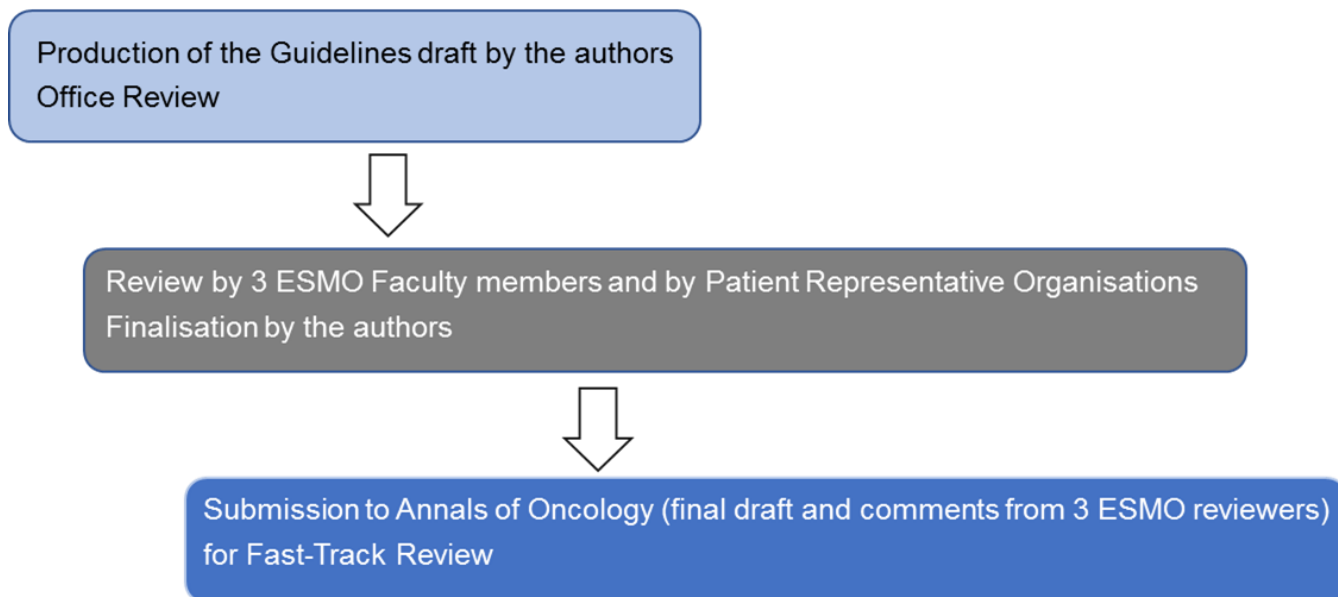 Production of the Guidelines draft by the authors
Office Review
Review by 3 ESMO Faculty members and by Patient Representative Organisations
Finalisation by the authors
Submission to Annals of Oncology (final draft and comments from 3 ESMO reviewers)
for Fast-Track Review